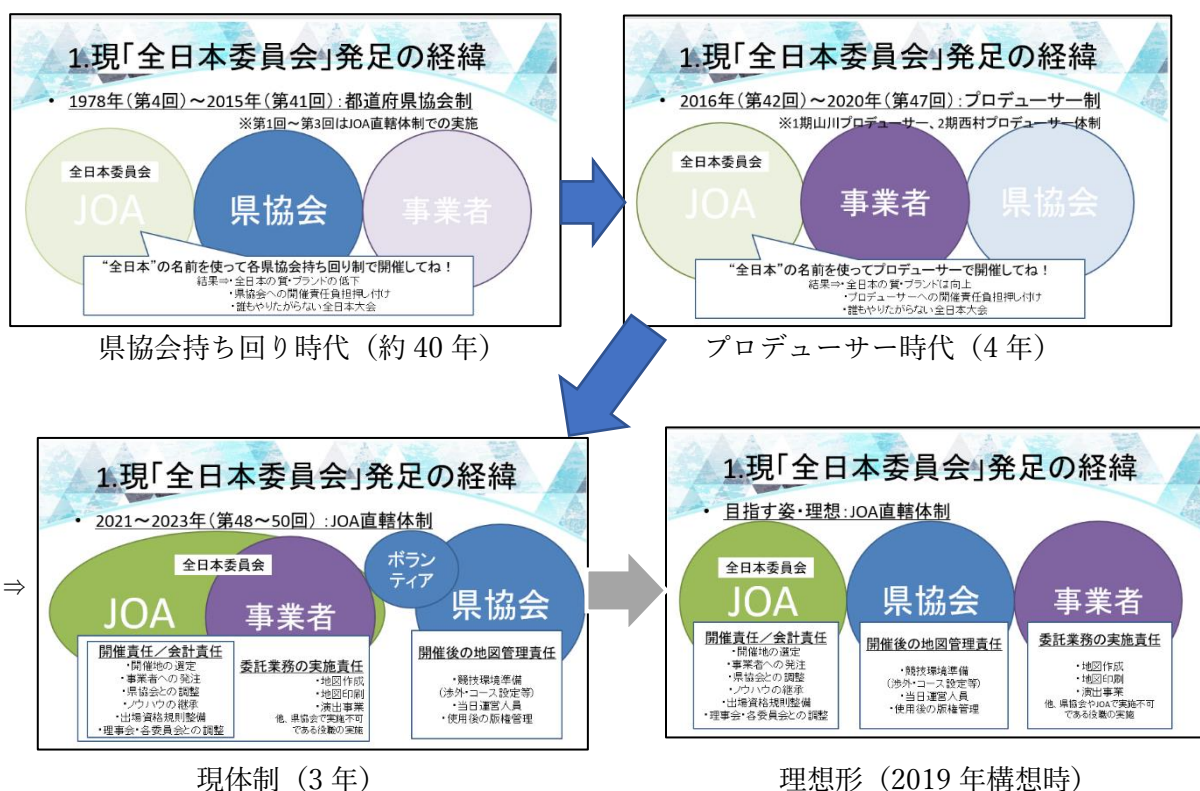 1.現「全日本委員会」発足の経緯
• 1978年(第4回)～2015年(第41回):都道府県協会制
※第1回～第3回はJOA直轄体制での実施
全日本委員会
JOA
県協会
事業者
“全日本”の名前を使って各県協会持ち回り制で開催してね！
結果⇒・全日本の質・ブランドの低下
・県協会への開催責任負担押し付け
・誰もやりたがらない全日本大会
県協会持ち回り時代（約 40 年）
1.現「全日本委員会」発足の経緯
• 2016年(第42回)～2020年(第47回):プロデューサー制
※1期山川プロデューサー、2期西村プロデューサー体制
全日本委員会
JOA
事業者
県協会
“全日本”の名前を使ってプロデューサーで開催してね！
結果⇒・全日本の質・ブランドは向上
・プロデューサーへの開催責任負担押し付け
・誰もやりたがらない全日本大会
プロデューサー時代（4 年）
⇒
1.現「全日本委員会」発足の経緯
• 2021～2023年(第48～50回) :JOA直轄体制
全日本委員会
JOA
事業者
ボラン
ティア
県協会
開催責任／会計責任
・開催地の選定
・事業者への発注
・県協会との調整
・ノウハウの継承
・出場資格規則整備
・理事会・各委員会との調整
委託業務の実施責任
・地図作成
・地図印刷
・演出事業
他、県協会で実施不可
である役職の実施
開催後の地図管理責任
・競技環境準備
(渉外・コース設定等)
・当日運営人員
・使用後の版権管理
現体制（3 年）
1.現「全日本委員会」発足の経緯
• 目指す姿・理想:JOA直轄体制
全日本委員会
JOA
県協会
事業者
開催責任／会計責任
・開催地の選定
・事業者への発注
・県協会との調整
・ノウハウの継承
・出場資格規則整備
・理事会・各委員会との調整
開催後の地図管理責任
・競技環境準備
(渉外・コース設定等)
・当日運営人員
・使用後の版権管理
委託業務の実施責任
・地図作成
・地図印刷
・演出事業
他、県協会やJOAで実施不可
である役職の実施
理想形（2019 年構想時）